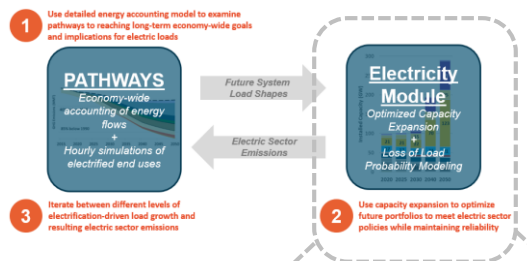 1
Use detailed energy accounting model to examine
pathways to reaching long-term economy-wide goals
and implications for electric loads
PATHWAYS
Economy-wide
accounting of energy
flows
+
Hourly simulations of
electrified end uses
Future System
Load Shapes
Electric Sector
Emissions
Electricity
Module
Optimized Capacity
Expansion
+
Loss of Load
Probability Modeling
3
Iterate between different levels of
electrification-driven load growth and
resulting electric sector emissions
2
Use capacity expansion to optimize
future portfolios to meet electric sector
policies while maintaining reliability